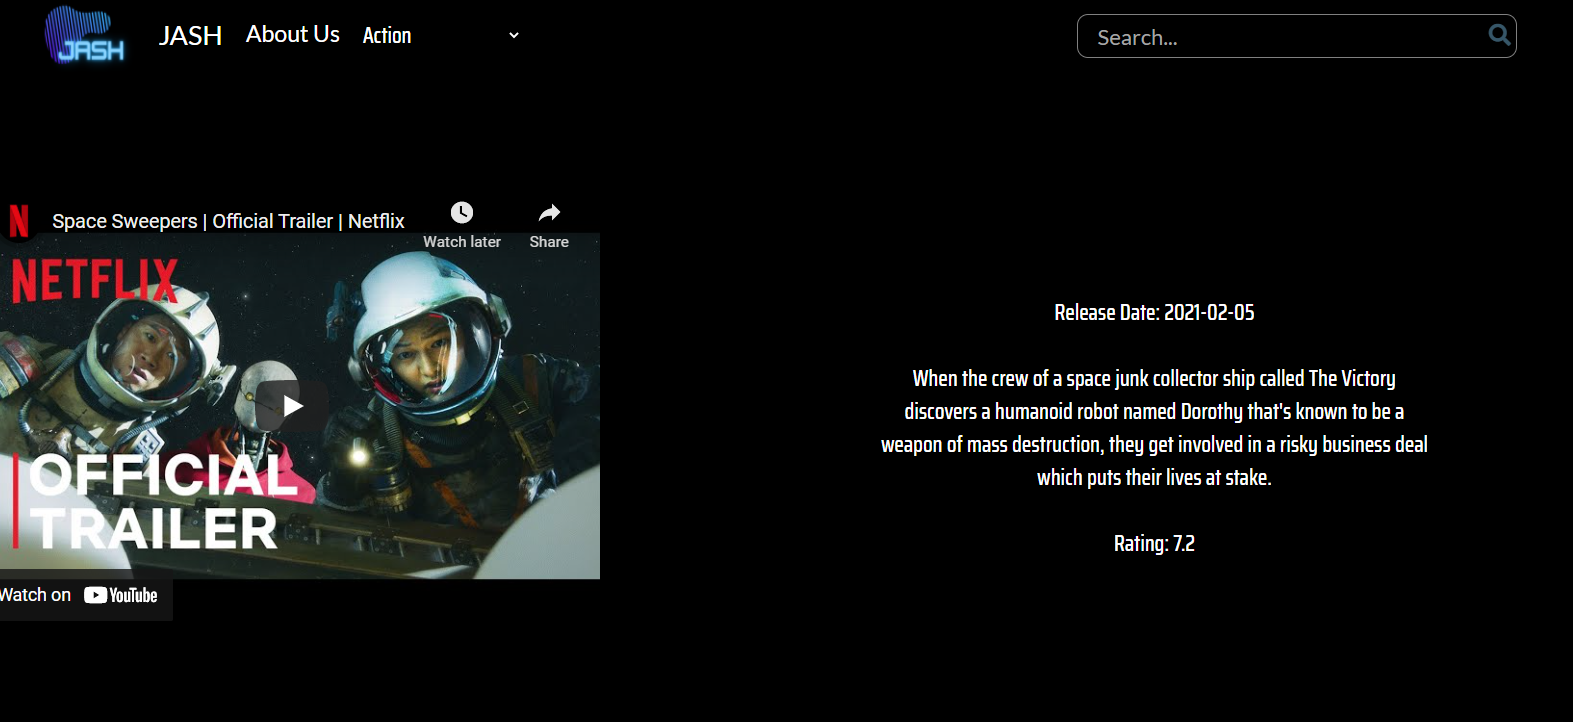 JASH
JASH
About Us
Action
Search...
N
Space Sweepers | Official Trailer | Netflix
Watch later
Share
NETFLIX
OFFICIAL
TRAILER
Watch on YouTube
Release Date: 2021-02-05
When the crew of a space junk collector ship called The Victory
discovers a humanoid robot named Dorothy that's known to be a
weapon of mass destruction, they get involved in a risky business deal
which puts their lives at stake.
Rating: 7.2